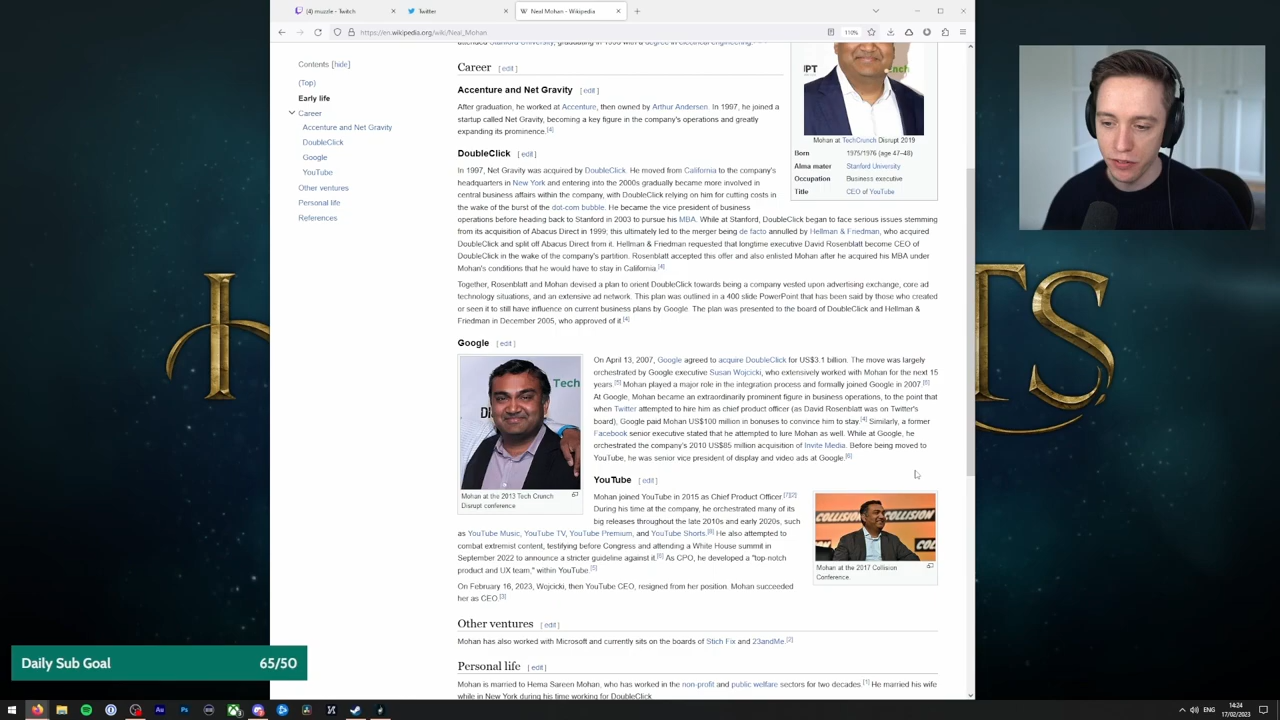 (4) muzzle - Twitch
Twitter
Neal Mohan - Wikipedia
https://en.wikipedia.org/wiki/Neal_Mohan
110%
Contents [hide]
(Top)
Early life
Career
Accenture and Net Gravity
DoubleClick
Google
YouTube
Other ventures
Personal life
References
Career [ edit ]
Accenture and Net Gravity [ edit ]
After graduation, he worked at Accenture, then owned by Arthur Andersen. In 1997, he joined a
startup called Net Gravity, becoming a key figure in the company's operations and greatly
expanding its prominence.[4]
DoubleClick [ edit ]
In 1997, Net Gravity was acquired by DoubleClick. He moved from California to the company's
headquarters in New York and entering into the 2000s gradually became more involved in
central business affairs within the company, with DoubleClick relying on him for cutting costs in
the wake of the burst of the dot-com bubble. He became the vice president of business
operations before heading back to Stanford in 2003 to pursue his MBA. While at Stanford, DoubleClick began to face serious issues stemming
from its acquisition of Abacus Direct in 1999; this ultimately led to the merger being de facto annulled by Hellman & Friedman, who acquired
DoubleClick and split off Abacus Direct from it. Hellman & Friedman requested that longtime executive David Rosenblatt become CEO of
DoubleClick in the wake of the company's partition. Rosenblatt accepted this offer and also enlisted Mohan after he acquired his MBA under
Mohan's conditions that he would have to stay in California.[4]
Together, Rosenblatt and Mohan devised a plan to orient DoubleClick towards being a company vested upon advertising exchange, core ad
technology situations, and an extensive ad network. This plan was outlined in a 400 slide PowerPoint that has been said by those who created
or seen it to still have influence on current business plans by Google. The plan was presented to the board of DoubleClick and Hellman &
Friedman in December 2005, who approved of it.[4]
Mohan at TechCrunch Disrupt 2019
Born 1975/1976 (age 47–48)
Alma mater Stanford University
Occupation Business executive
Title CEO of YouTube
Google [ edit ]
Tech
Mohan at the 2013 Tech Crunch
Disrupt conference
On April 13, 2007, Google agreed to acquire DoubleClick for US$3.1 billion. The move was largely
orchestrated by Google executive Susan Wojcicki, who extensively worked with Mohan for the next 15
years.[5] Mohan played a major role in the integration process and formally joined Google in 2007.[6]
At Google, Mohan became an extraordinarily prominent figure in business operations, to the point that
when Twitter attempted to hire him as chief product officer (as David Rosenblatt was on Twitter's
board), Google paid Mohan US$100 million in bonuses to convince him to stay.[4] Similarly, a former
Facebook senior executive stated that he attempted to lure Mohan as well. While at Google, he
orchestrated the company's 2010 US$85 million acquisition of Invite Media. Before being moved to
YouTube, he was senior vice president of display and video ads at Google.[6]
YouTube [ edit ]
Mohan joined YouTube in 2015 as Chief Product Officer.[7][2]
During his time at the company, he orchestrated many of its
big releases throughout the late 2010s and early 2020s, such
as YouTube Music, YouTube TV, YouTube Premium, and YouTube Shorts.[8] He also attempted to
combat extremist content, testifying before Congress and attending a White House summit in
September 2022 to announce a stricter guideline against it.[6] As CPO, he developed a "top-notch
product and UX team," within YouTube.[5]
On February 16, 2023, Wojcicki, then YouTube CEO, resigned from her position. Mohan succeeded
her as CEO.[3]
COLLISION
Mohan at the 2017 Collision
Conference.
Other ventures [ edit ]
Mohan has also worked with Microsoft and currently sits on the boards of Stich Fix and 23andMe.[2]
Personal life [ edit ]
Mohan is married to Hema Sareen Mohan, who has worked in the non-profit and public welfare sectors for two decades.[1] He married his wife
while in New York during his time working for DoubleClick.
Daily Sub Goal 65/50
ENG
14:24
17/02/2023